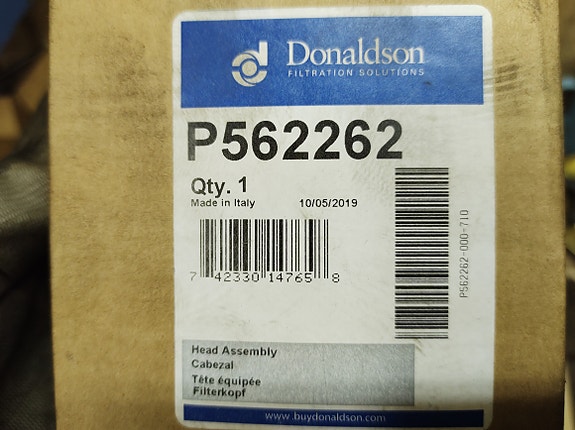 Donaldson
FILTRATION SOLUTIONS
P562262
Qty. 1
Made in Italy 10/05/2019
7 42330 14765 8
P562262-000-710
Head Assembly
Cabezal
Tête équipée
Filterkopf
www.buydonaldson.com